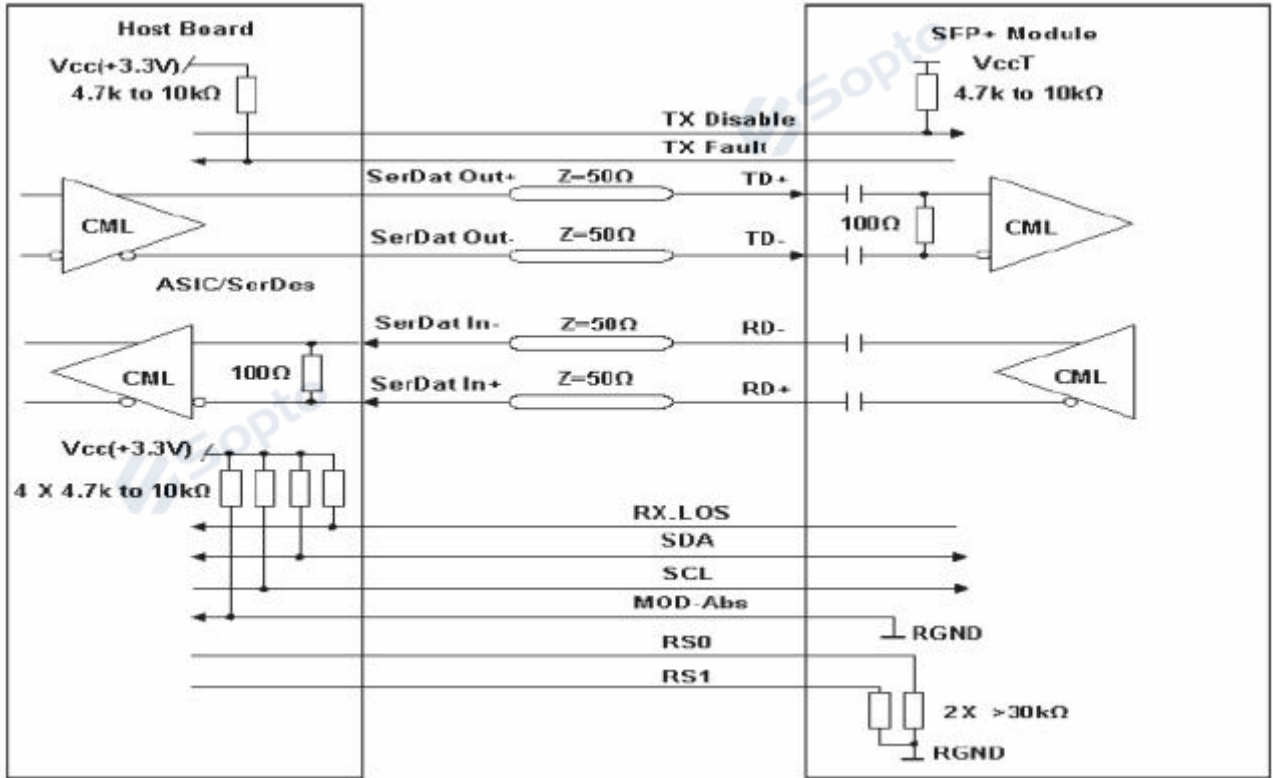 Host Board
SFP+ Module
Vcc(+3.3V)
4.7k to 10kΩ
VccT
4.7k to 10kΩ
TX Disable
TX Fault
SerDat Out+
Z=50Ω
TD+
CML
100Ω
CML
SerDat Out-
Z=50Ω
TD-
ASIC/SerDes
SerDat In-
Z=50Ω
RD-
CML
100Ω
SerDat In+
Z=50Ω
RD+
CML
Vcc(+3.3V)
4 X 4.7k to 10kΩ
RX_LOS
SDA
SCL
MOD-Abs
RGND
RS0
RS1
2X >30kΩ
RGND
Sopto
Sopto